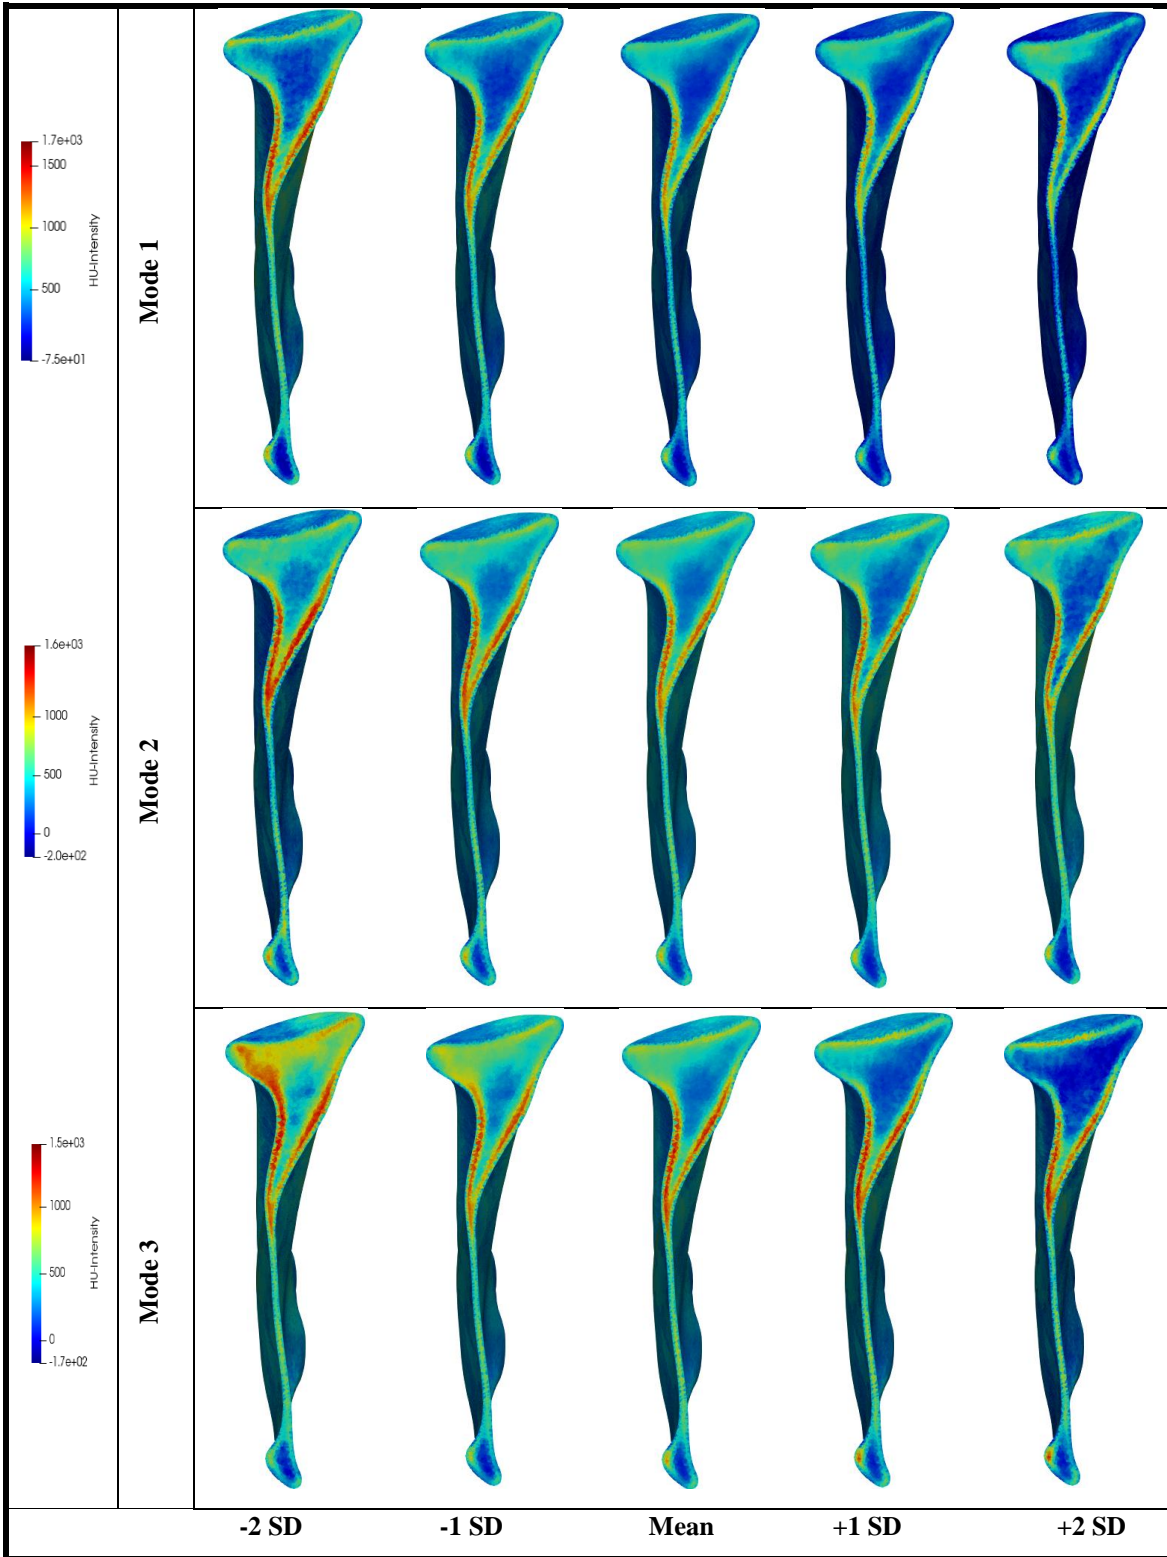 1.7e+03
1500
1000
500
-7.5e+01
HU-Intensity
Mode 1
1.6e+03
1000
500
0
-2.0e+02
HU-Intensity
Mode 2
1.5e+03
1000
500
0
-1.7e+02
HU-Intensity
Mode 3
-2 SD -1 SD Mean +1 SD +2 SD